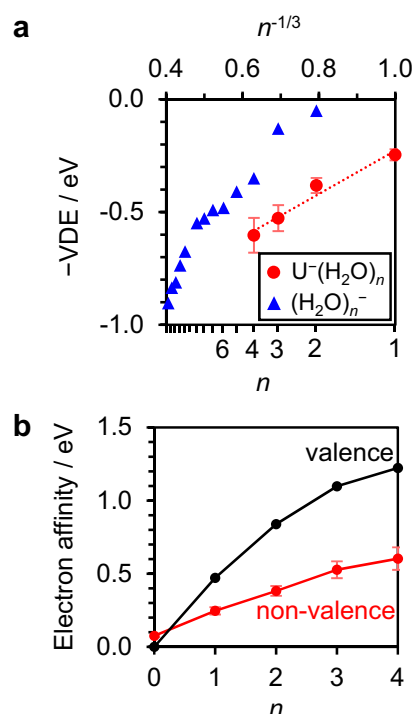 a
n⁻¹/³
0.4 0.6 0.8 1.0
0.0
-0.5
-1.0
−VDE / eV
U⁻(H₂O)ₙ
(H₂O)ₙ⁻
6 4 3 2 1
n
b
1.5
1.0
0.5
0.0
Electron affinity / eV
valence
non-valence
0 1 2 3 4
n